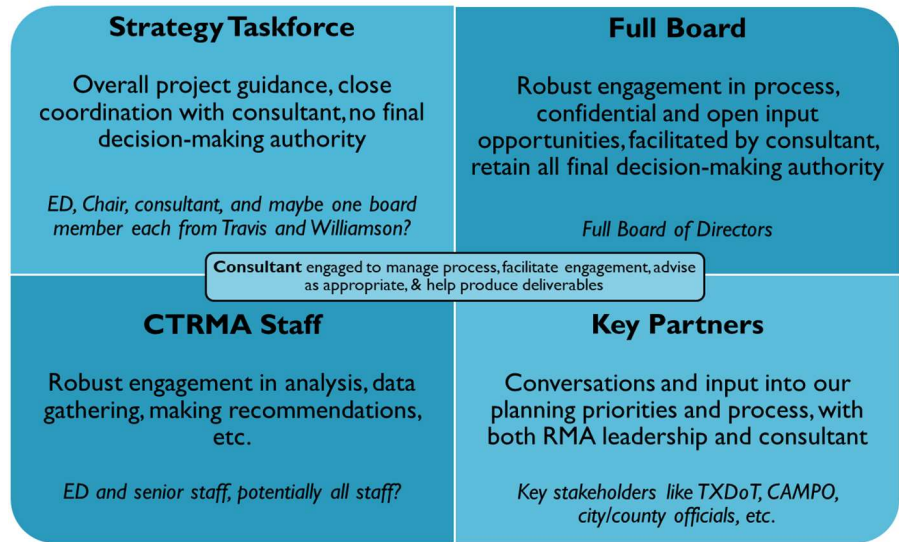 Strategy Taskforce
Overall project guidance, close
coordination with consultant, no final
decision-making authority
ED, Chair, consultant, and maybe one board
member each from Travis and Williamson?
Full Board
Robust engagement in process,
confidential and open input
opportunities, facilitated by consultant,
retain all final decision-making authority
Full Board of Directors
Consultant engaged to manage process, facilitate engagement, advise
as appropriate, & help produce deliverables
CTRMA Staff
Robust engagement in analysis, data
gathering, making recommendations,
etc.
ED and senior staff, potentially all staff?
Key Partners
Conversations and input into our
planning priorities and process, with
both RMA leadership and consultant
Key stakeholders like TXDoT, CAMPO,
city/county officials, etc.